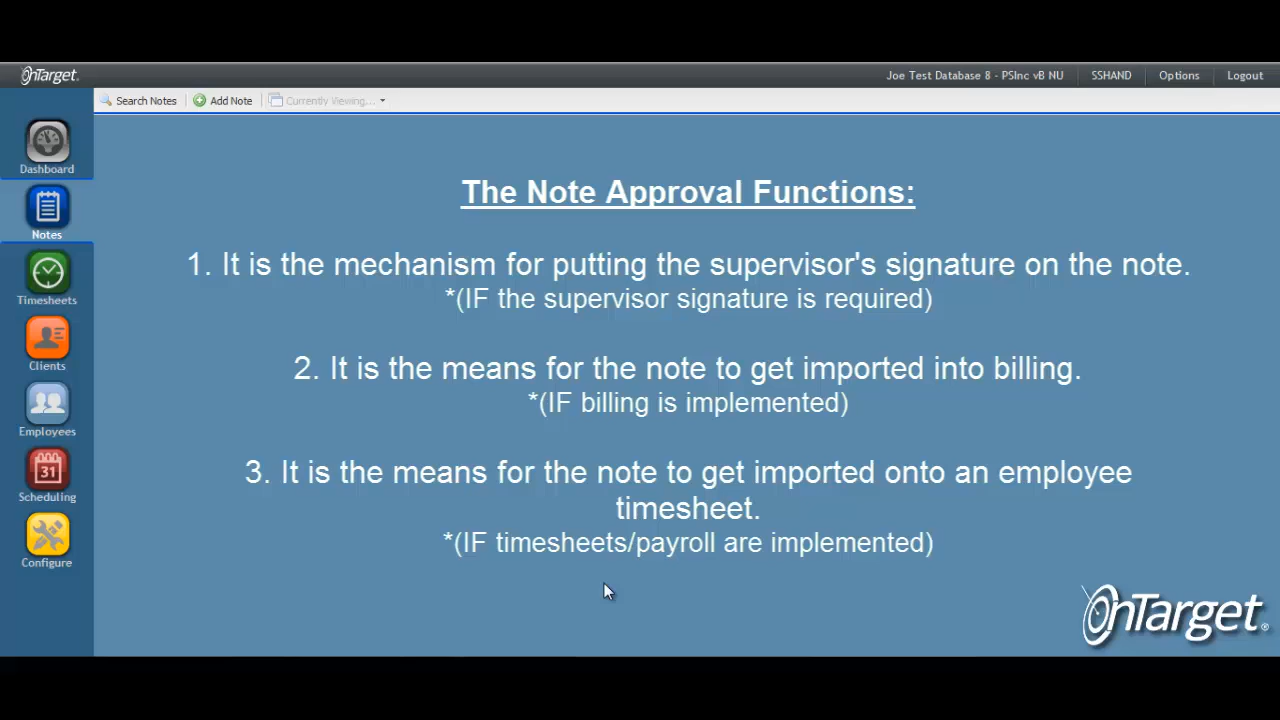 OnTarget.
Joe Test Database 8 - PSInc vB NU
SSHAND
Options
Logout
Search Notes
Add Note
Currently Viewing...
Dashboard
Notes
Timesheets
Clients
Employees
31
Scheduling
Configure
The Note Approval Functions:
1. It is the mechanism for putting the supervisor's signature on the note.
*(IF the supervisor signature is required)
2. It is the means for the note to get imported into billing.
*(IF billing is implemented)
3. It is the means for the note to get imported onto an employee
timesheet.
*(IF timesheets/payroll are implemented)
OnTarget®